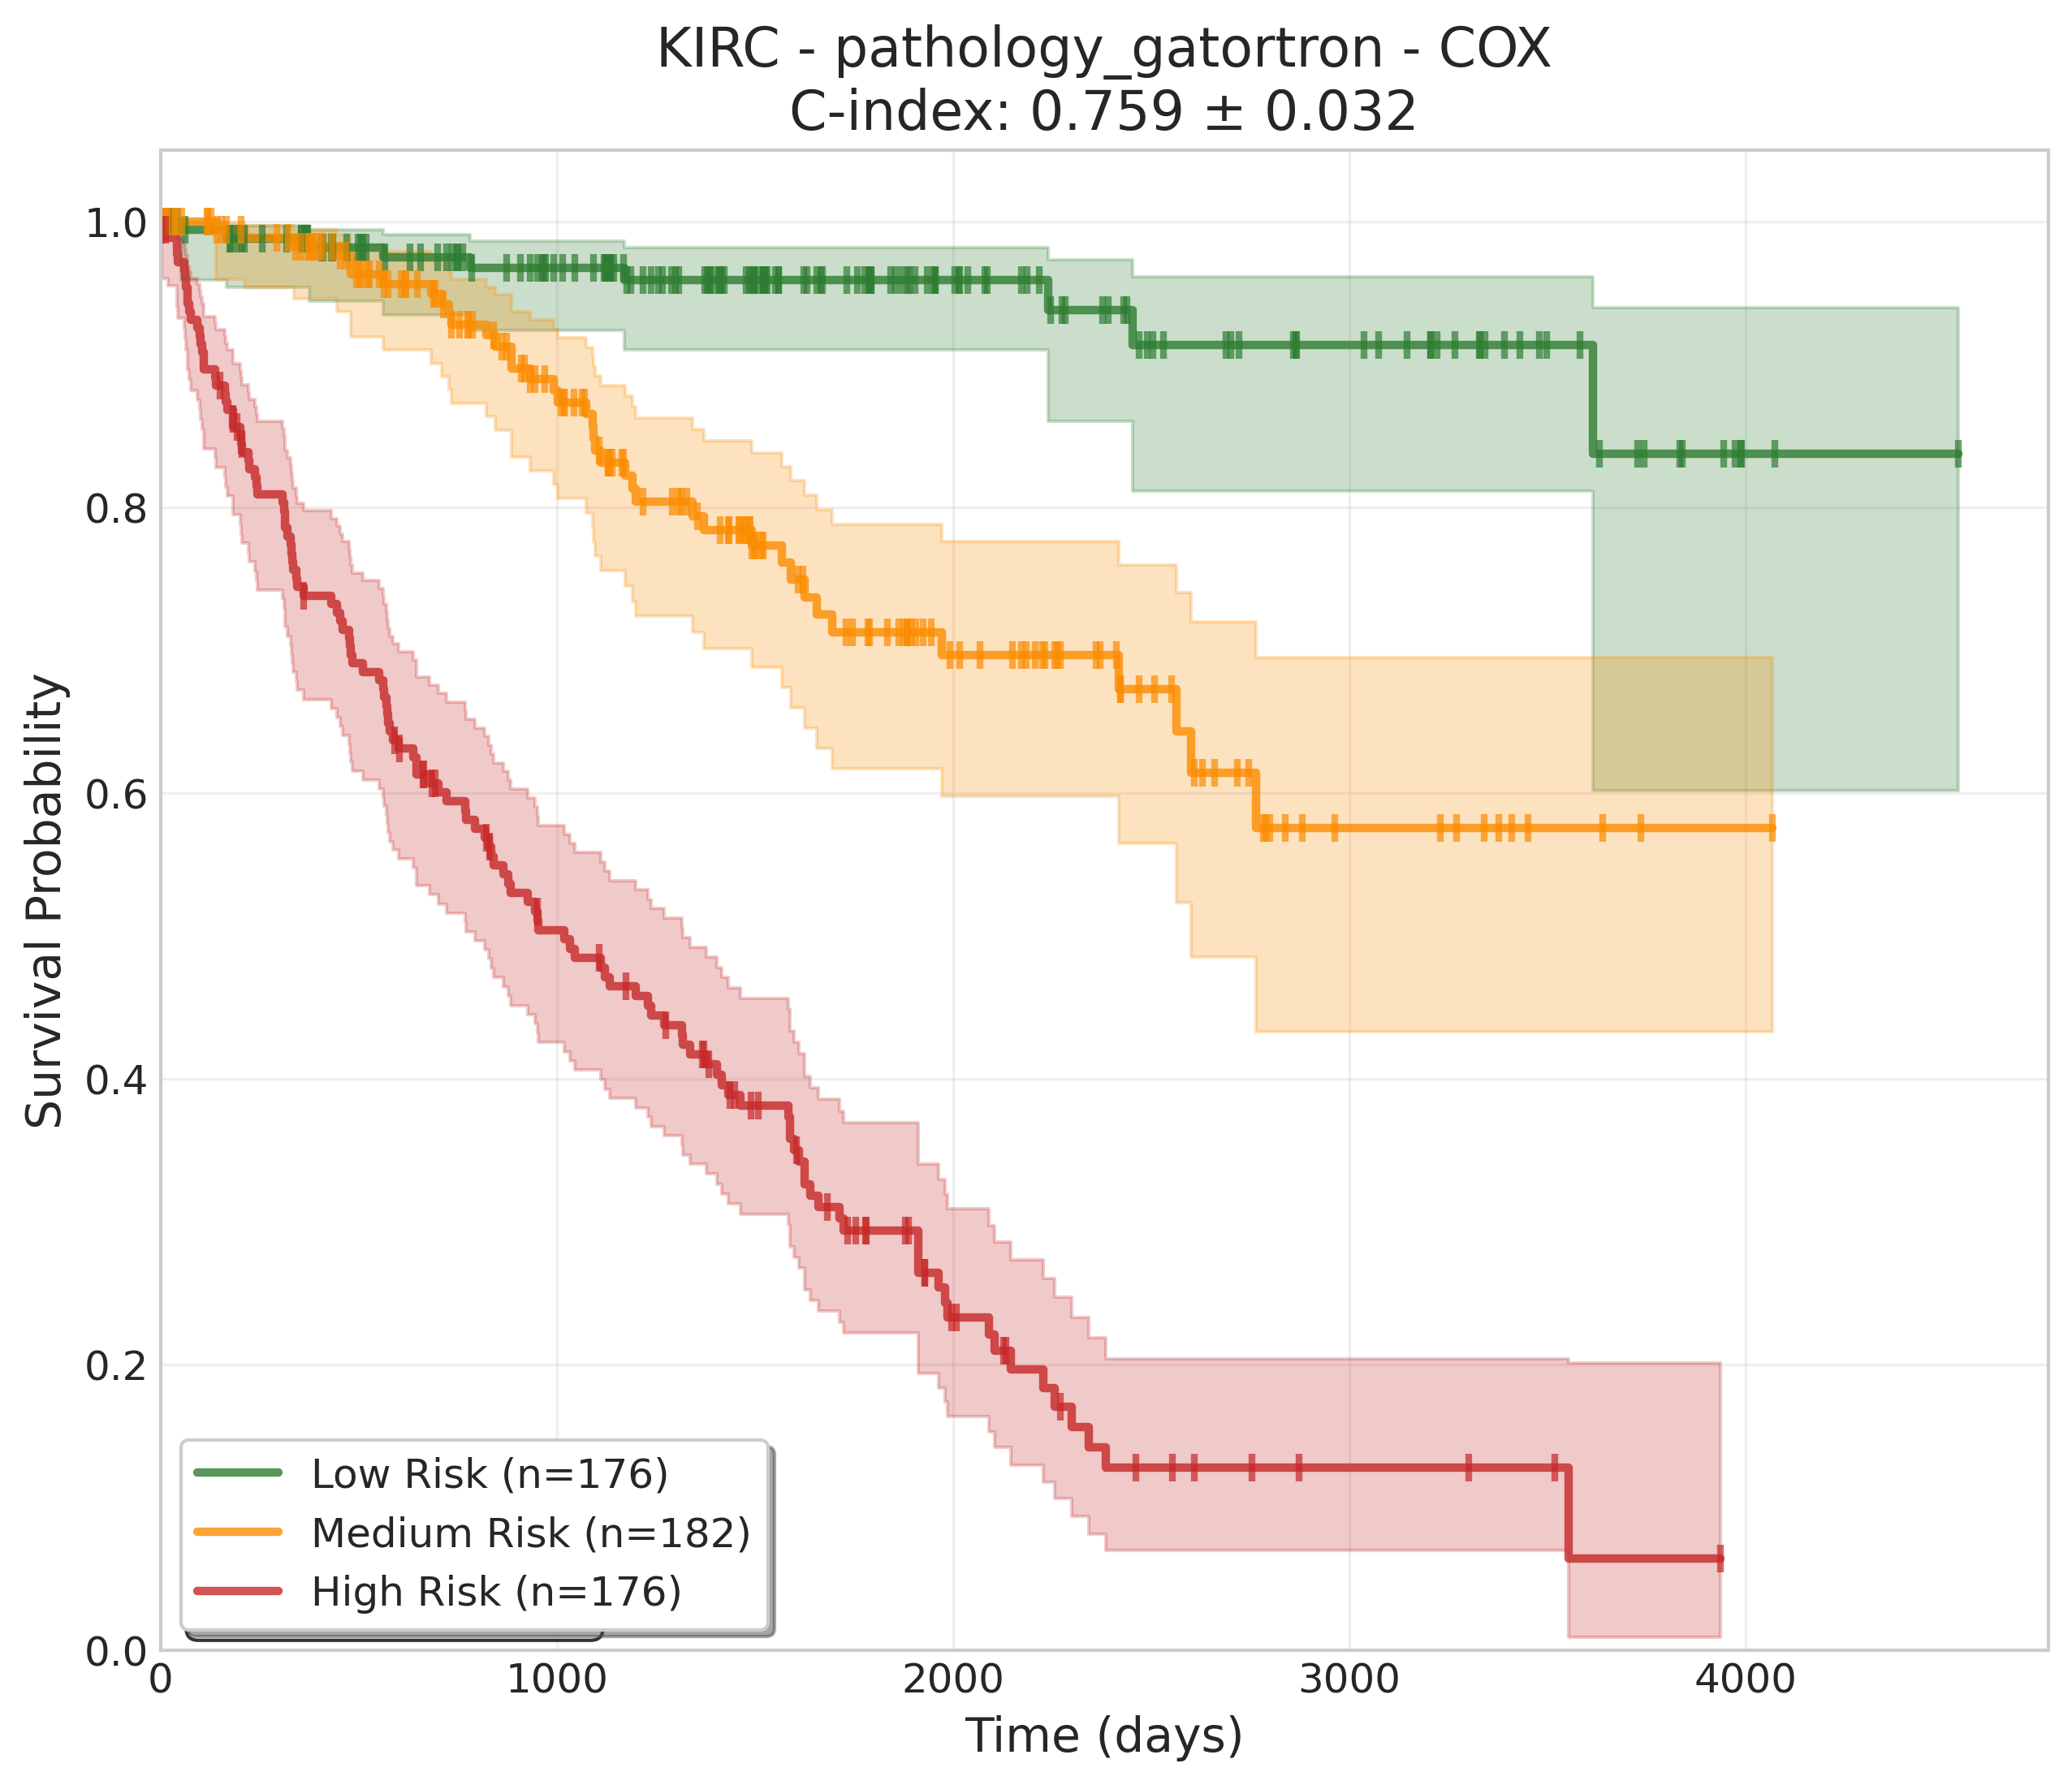 KIRC - pathology_gatortron - COX
C-index: 0.759 ± 0.032
Survival Probability
1.0
0.8
0.6
0.4
0.2
0.0
Low Risk (n=176)
Medium Risk (n=182)
High Risk (n=176)
0
1000
2000
3000
4000
Time (days)